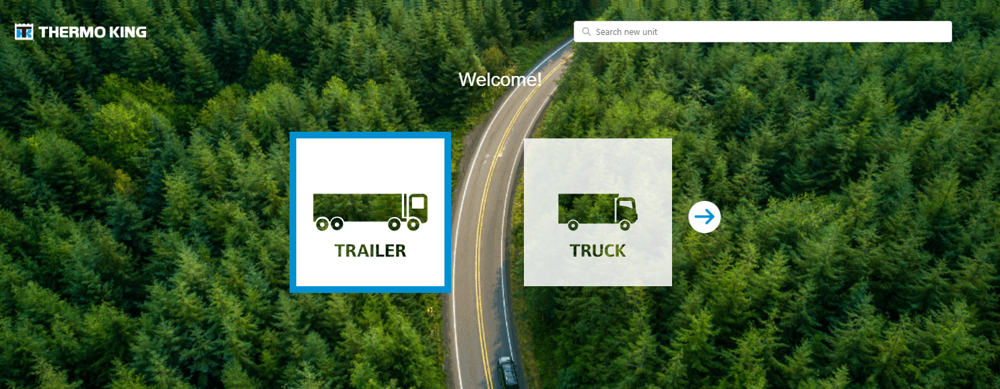 THERMO KING
Search new unit
Welcome!
TRAILER
TRUCK